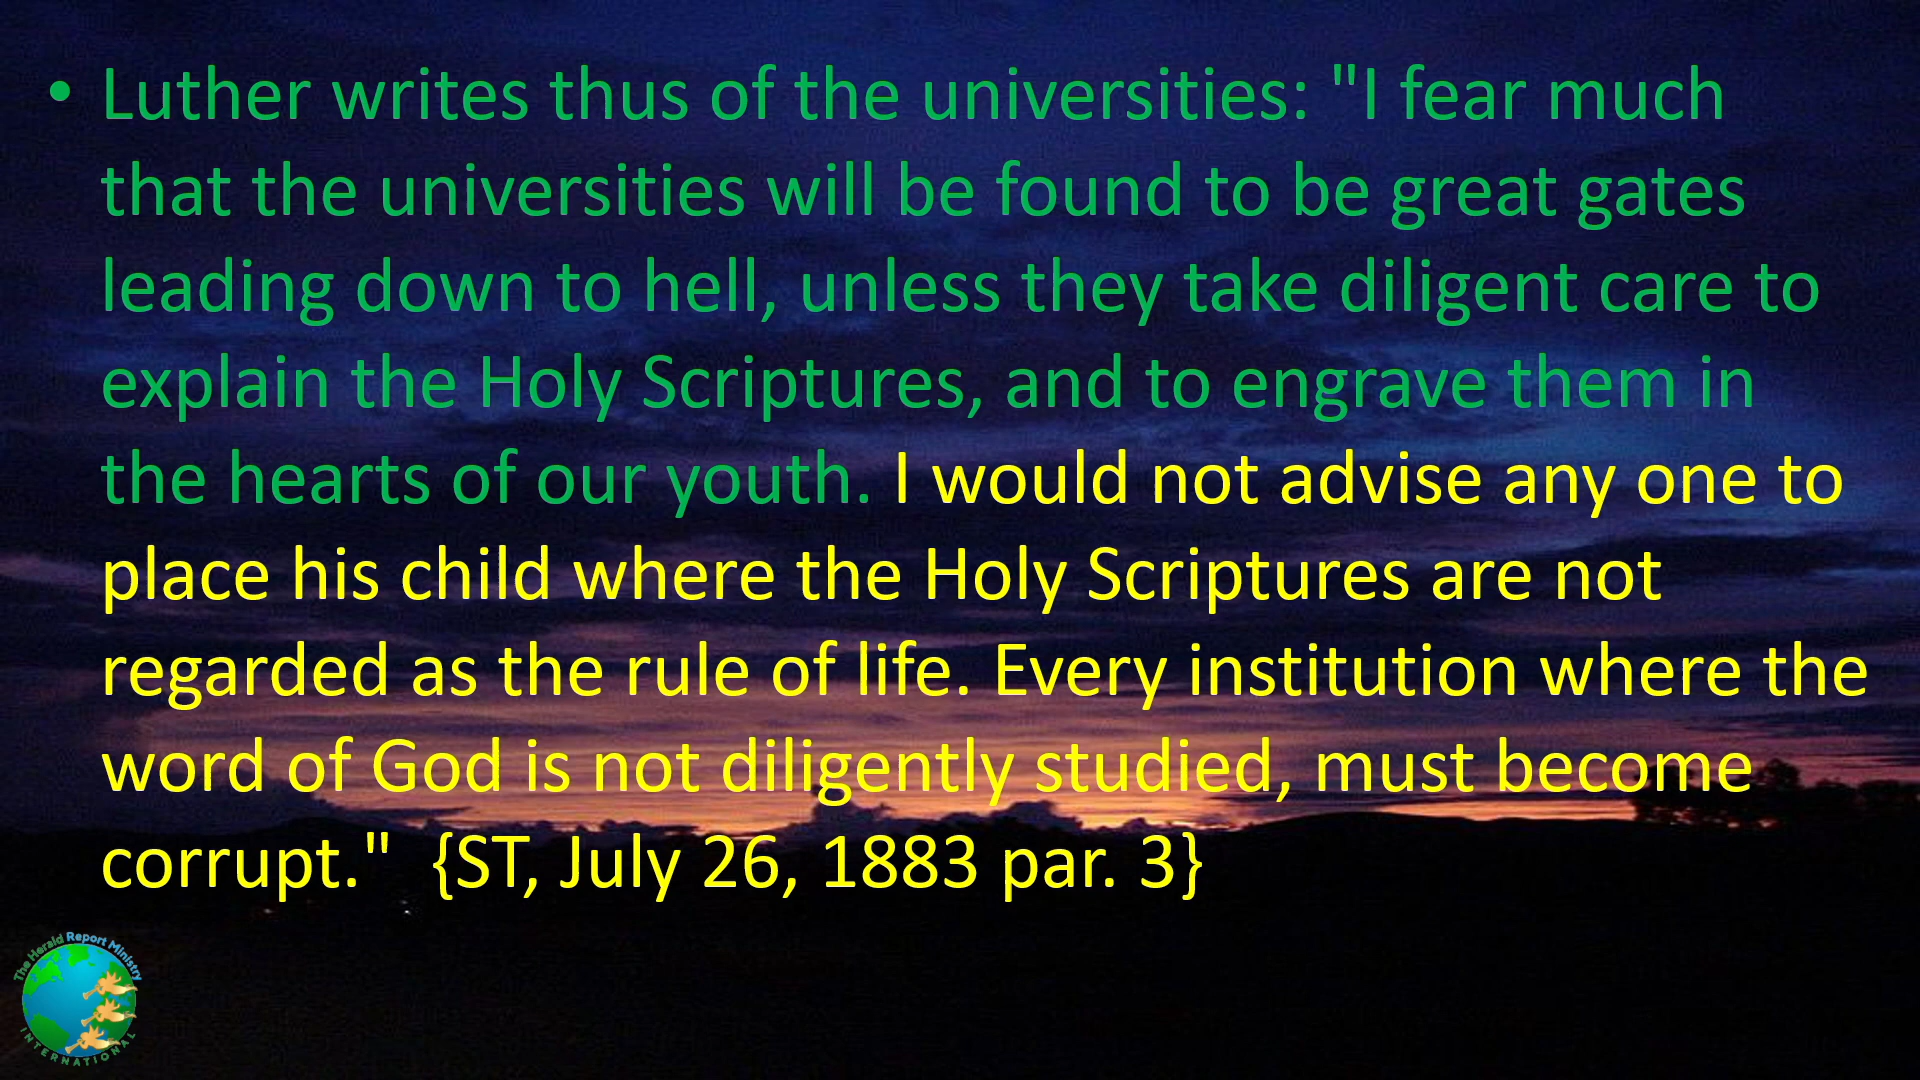 • Luther writes thus of the universities: "I fear much
that the universities will be found to be great gates
leading down to hell, unless they take diligent care to
explain the Holy Scriptures, and to engrave them in
the hearts of our youth. I would not advise any one to
place his child where the Holy Scriptures are not
regarded as the rule of life. Every institution where the
word of God is not diligently studied, must become
corrupt."  {ST, July 26, 1883 par. 3}
The Herald Report Ministry
INTERNATIONAL